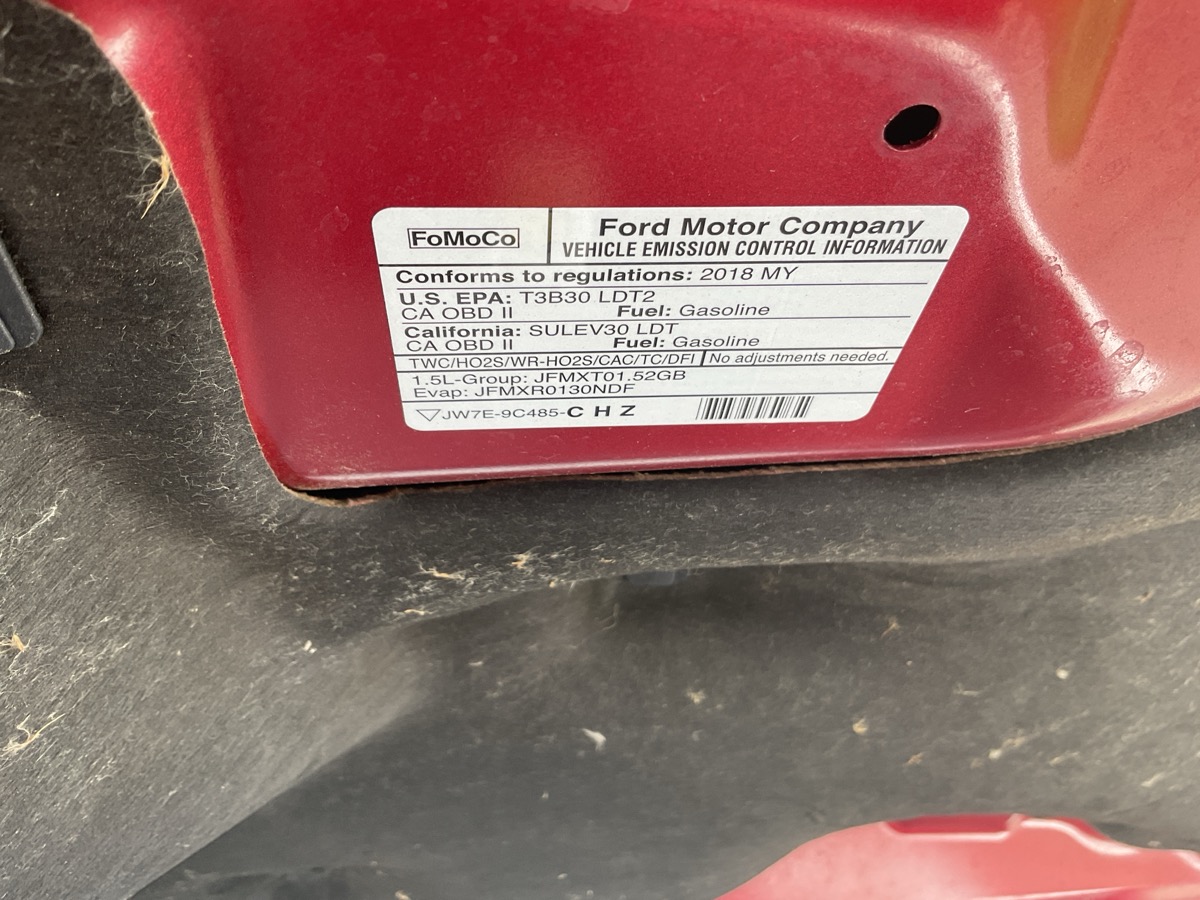 FoMoCo
Ford Motor Company
VEHICLE EMISSION CONTROL INFORMATION
Conforms to regulations: 2018 MY
U.S. EPA: T3B30 LDT2
CA OBD II Fuel: Gasoline
California: SULEV30 LDT
CA OBD II Fuel: Gasoline
TWC/HO2S/WR-HO2S/CAC/TC/DFI No adjustments needed.
1.5L-Group: JFMXT01.52GB
Evap: JFMXR0130NDF
JW7E-9C485-C H Z